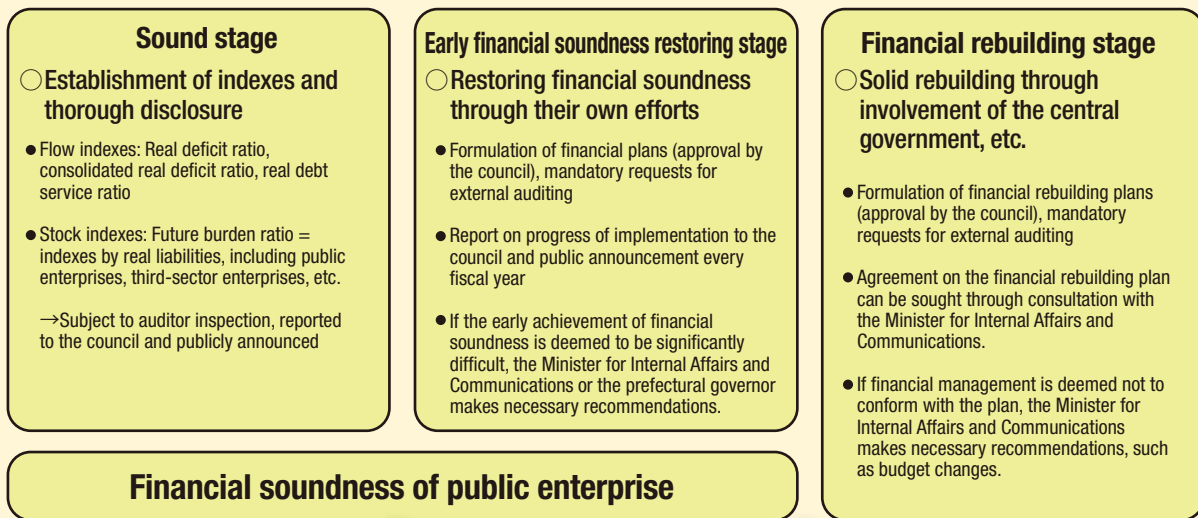 Sound stage
○Establishment of indexes and
thorough disclosure
● Flow indexes: Real deficit ratio,
consolidated real deficit ratio, real debt
service ratio
● Stock indexes: Future burden ratio =
indexes by real liabilities, including public
enterprises, third-sector enterprises, etc.
→Subject to auditor inspection, reported
to the council and publicly announced
Early financial soundness restoring stage
○Restoring financial soundness
through their own efforts
● Formulation of financial plans (approval by
the council), mandatory requests for
external auditing
● Report on progress of implementation to the
council and public announcement every
fiscal year
● If the early achievement of financial
soundness is deemed to be significantly
difficult, the Minister for Internal Affairs and
Communications or the prefectural governor
makes necessary recommendations.
Financial rebuilding stage
○Solid rebuilding through
involvement of the central
government, etc.
● Formulation of financial rebuilding plans
(approval by the council), mandatory
requests for external auditing
● Agreement on the financial rebuilding plan
can be sought through consultation with
the Minister for Internal Affairs and
Communications.
● If financial management is deemed not to
conform with the plan, the Minister for
Internal Affairs and Communications
makes necessary recommendations, such
as budget changes.
Financial soundness of public enterprise